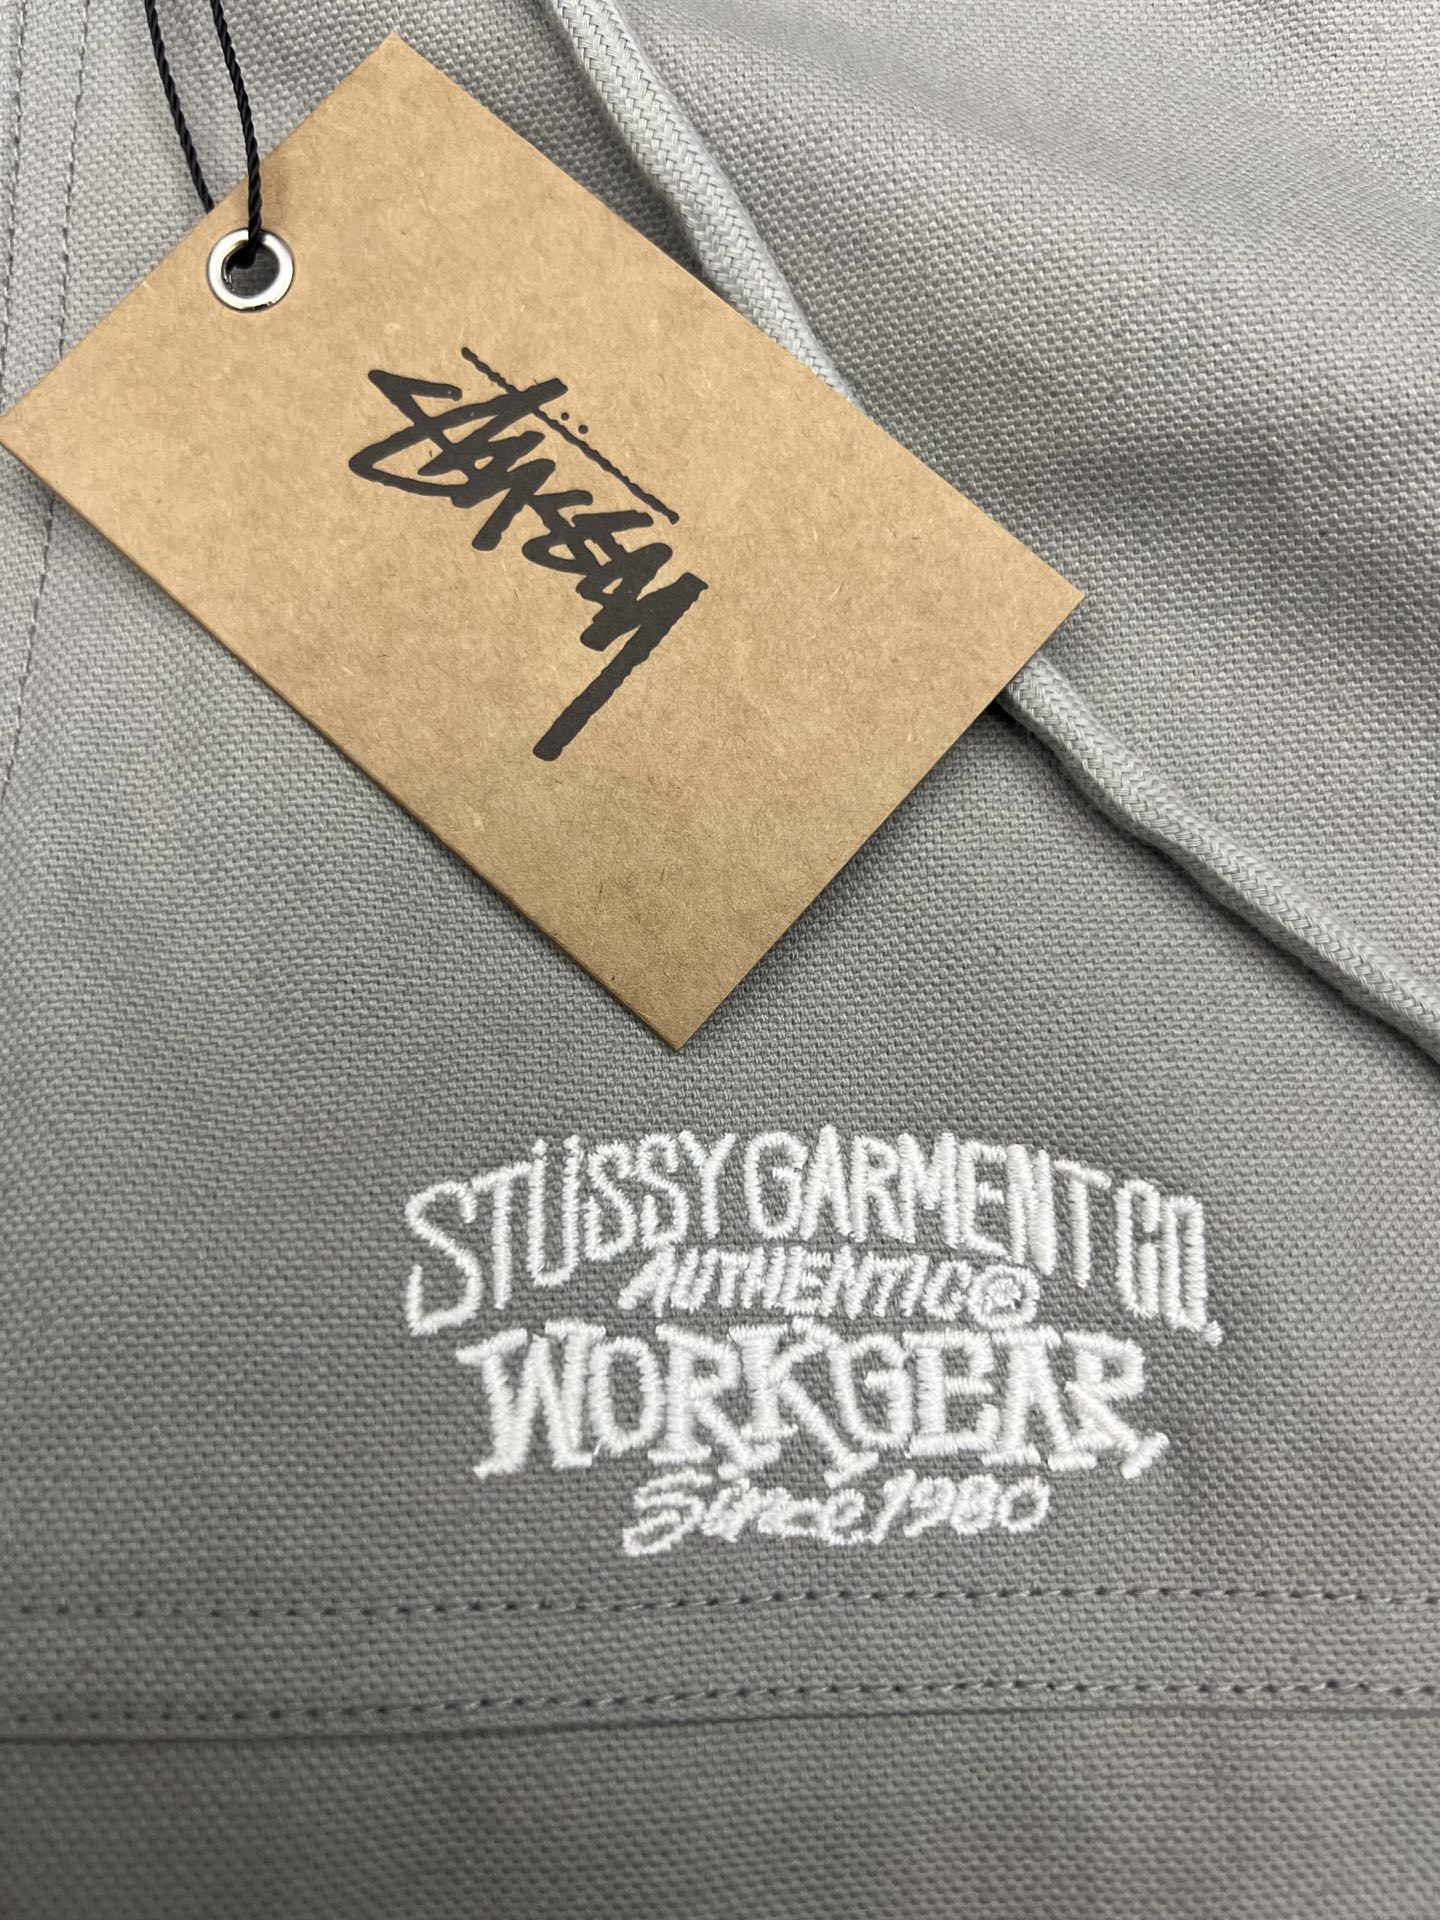 Stüssy
STÜSSY GARMENT CO.
AUTHENTIC®
WORKGEAR,
Since 1980